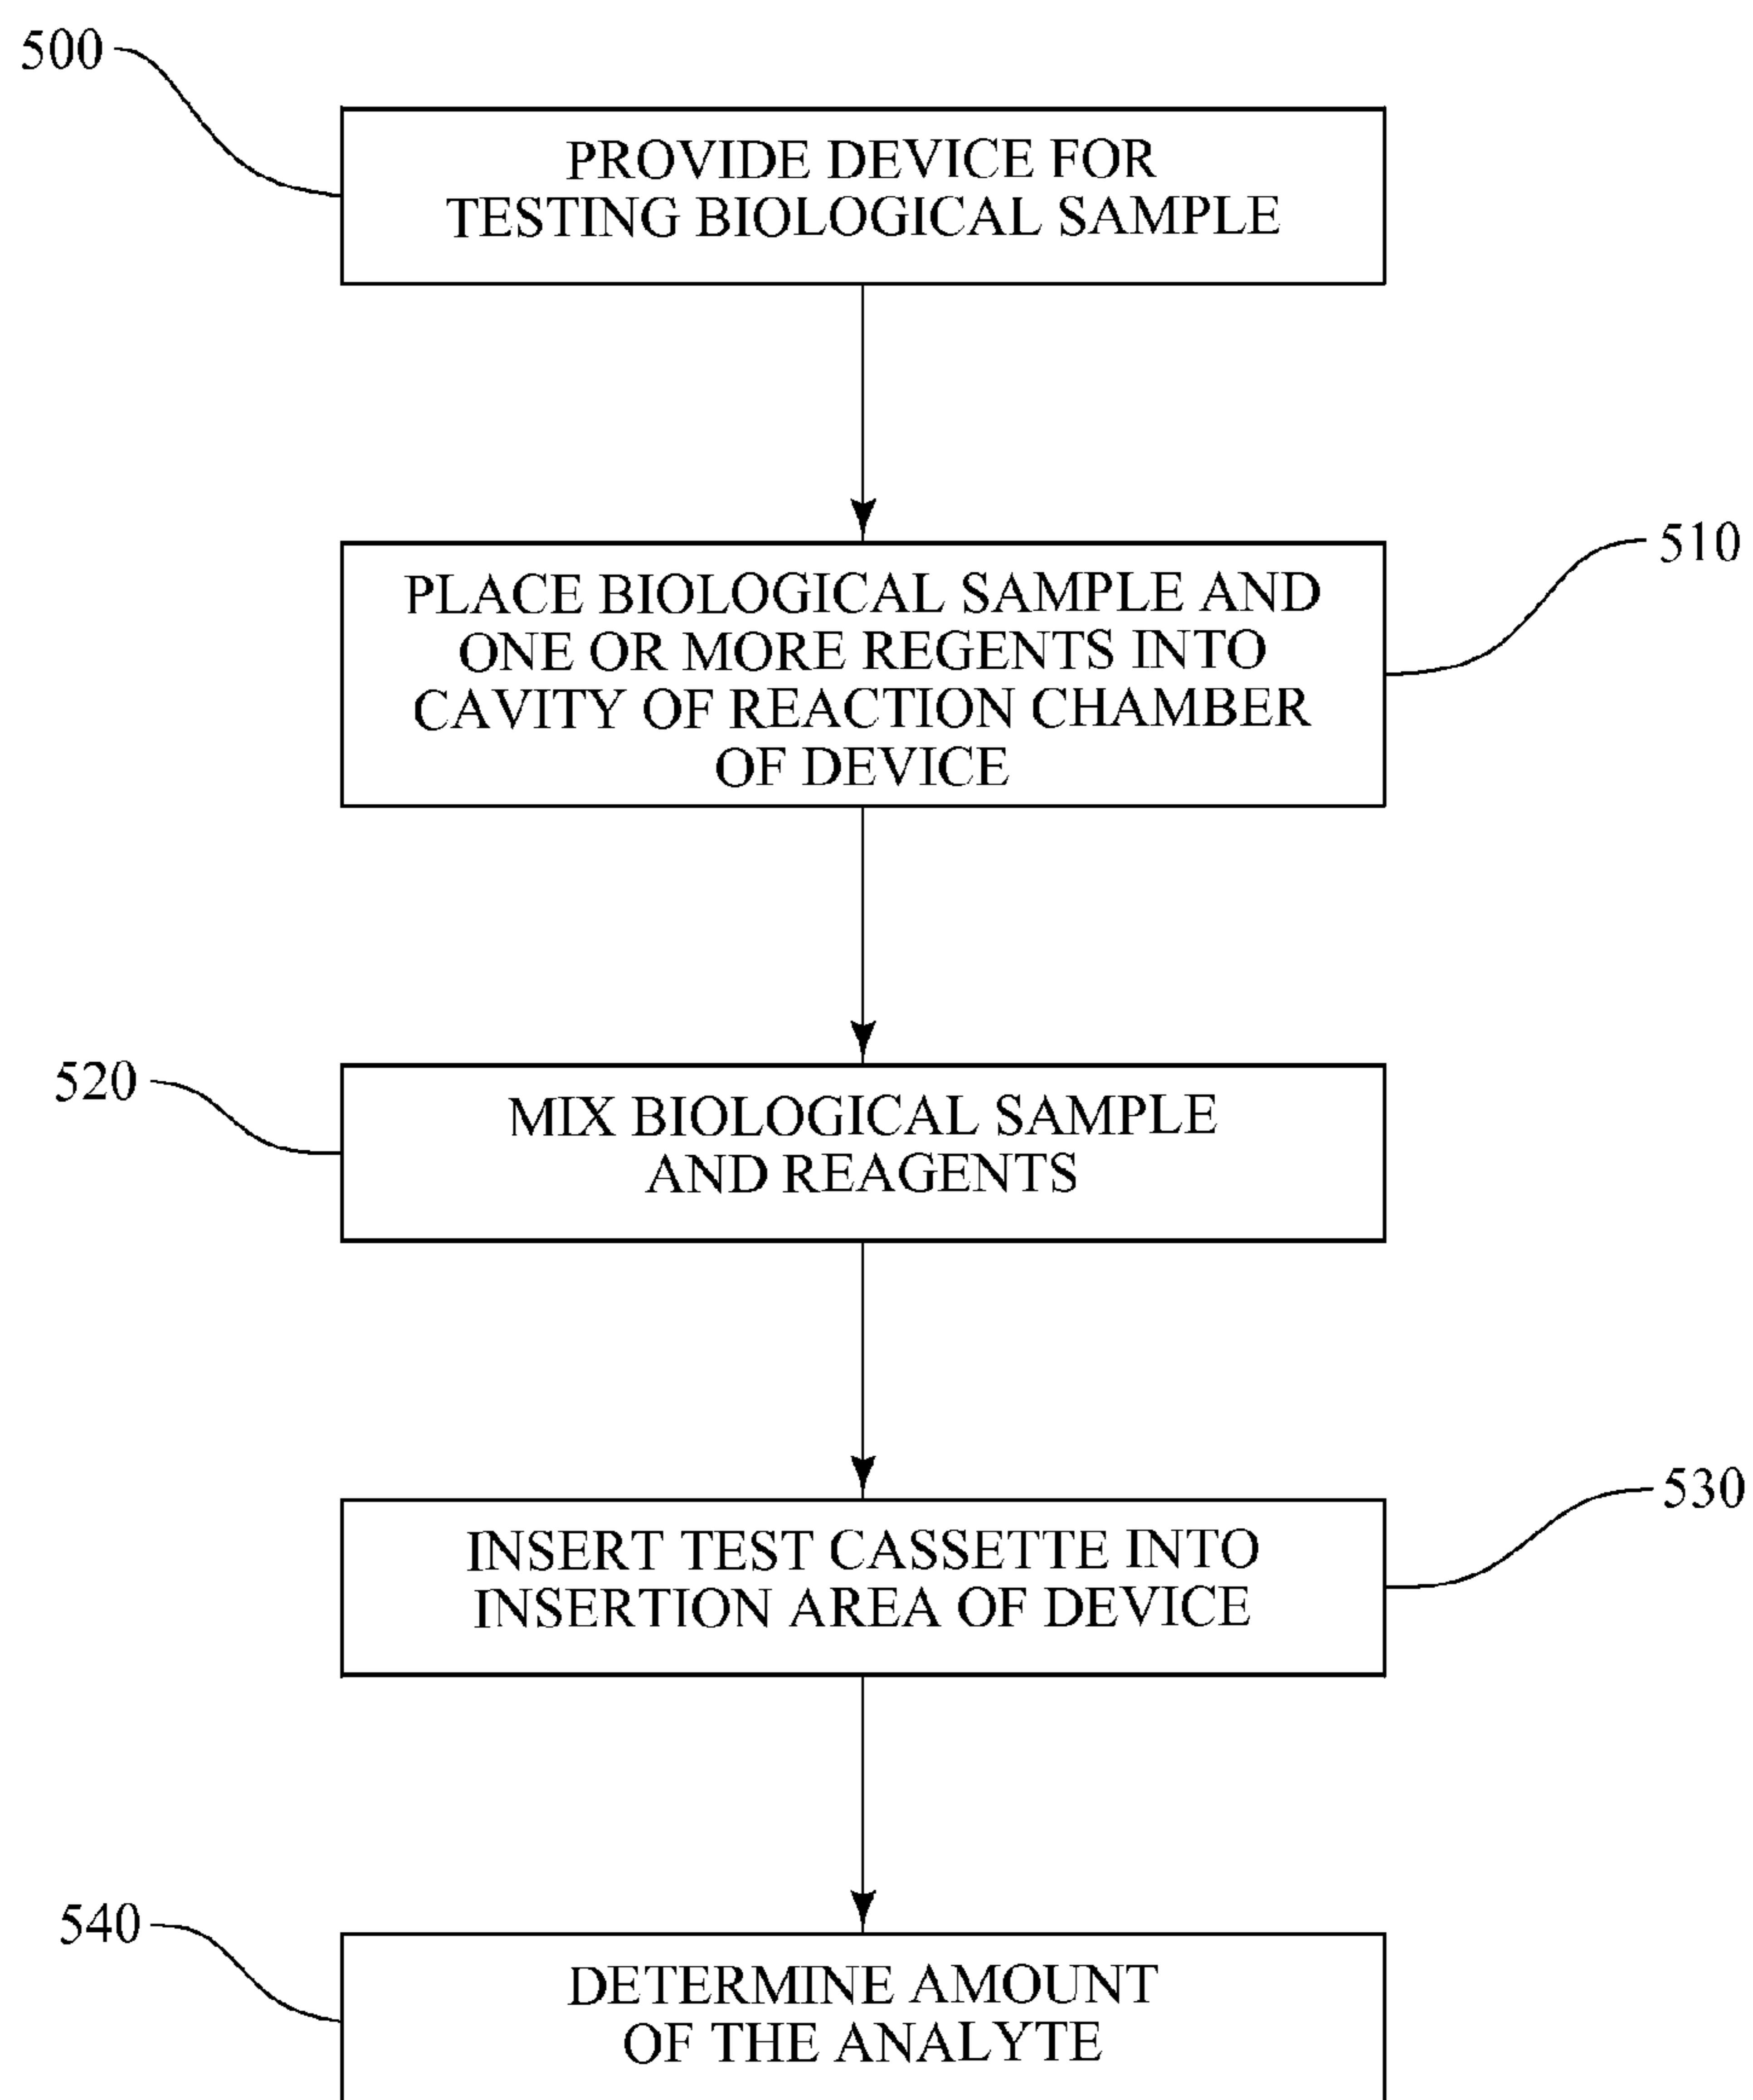 500
PROVIDE DEVICE FOR
TESTING BIOLOGICAL SAMPLE
510
PLACE BIOLOGICAL SAMPLE AND
ONE OR MORE REGENTS INTO
CAVITY OF REACTION CHAMBER
OF DEVICE
520
MIX BIOLOGICAL SAMPLE
AND REAGENTS
530
INSERT TEST CASSETTE INTO
INSERTION AREA OF DEVICE
540
DETERMINE AMOUNT
OF THE ANALYTE